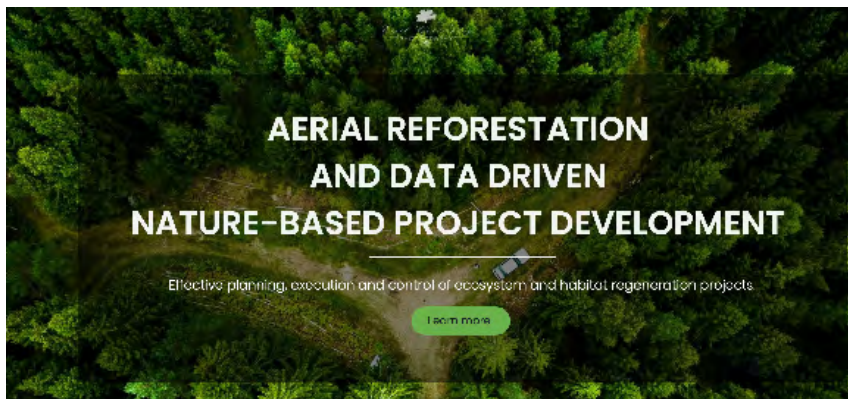 AERIAL REFORESTATION
AND DATA DRIVEN
NATURE-BASED PROJECT DEVELOPMENT
Effective planning, execution and control of ecosystem and habitat regeneration projects
Learn more